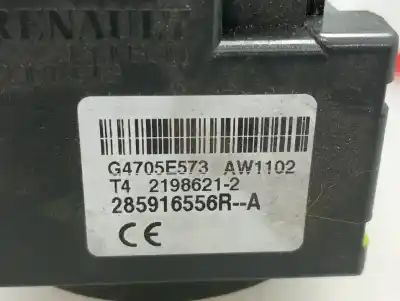 RENAULT
G4705E573 AW1102
T4 2198621-2
285916556R--A
CE